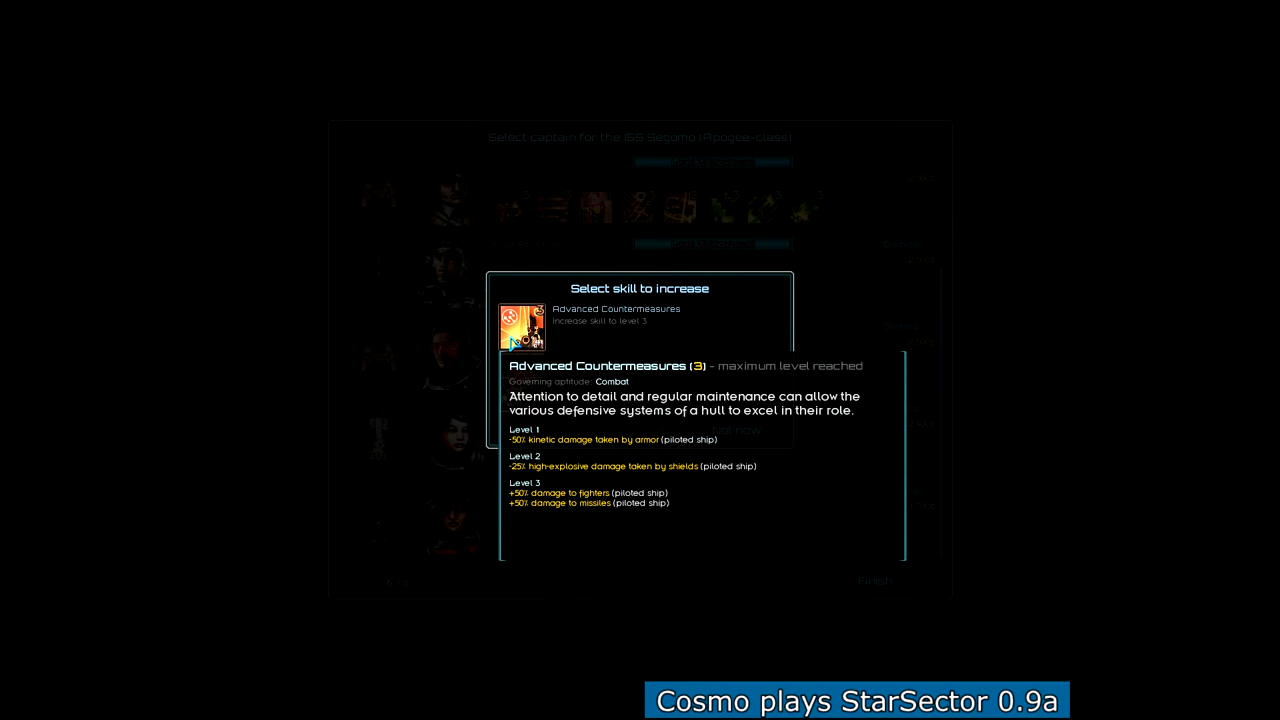 Select captain for the ISS Segomo (Apogee-class)
Select skill to increase
3
Advanced Countermeasures
Increase skill to level 3
Advanced Countermeasures (3) - maximum level reached
Governing aptitude: Combat
Attention to detail and regular maintenance can allow the
various defensive systems of a hull to excel in their role.
Level 1
-50% kinetic damage taken by armor (piloted ship)
Level 2
-25% high-explosive damage taken by shields (piloted ship)
Level 3
+50% damage to fighters (piloted ship)
+50% damage to missiles (piloted ship)
Not now
Finish
Cosmo plays StarSector 0.9a